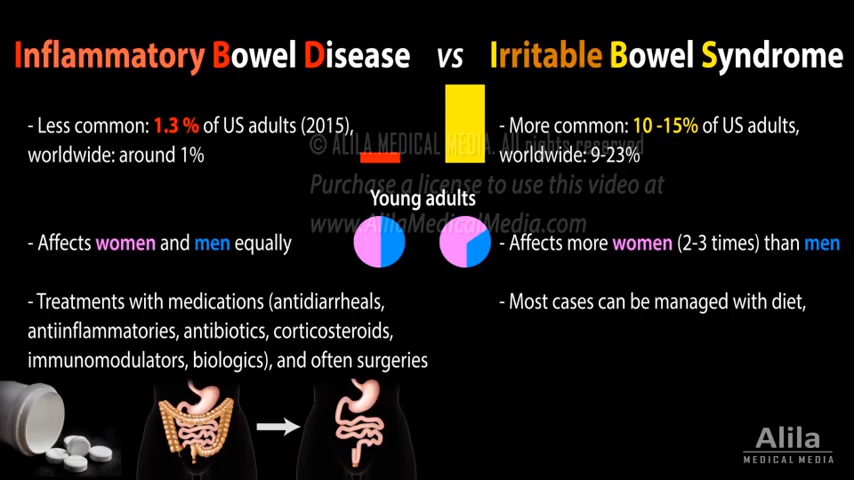 Inflammatory Bowel Disease vs Irritable Bowel Syndrome
- Less common: 1.3 % of US adults (2015),
worldwide: around 1%
- More common: 10 -15% of US adults,
worldwide: 9-23%
© ALILA MEDICAL MEDIA. All rights reserved
Purchase a license to use this video at
www.AlilaMedicalMedia.com
Young adults
- Affects women and men equally
- Affects more women (2-3 times) than men
- Treatments with medications (antidiarrheals,
antiinflammatories, antibiotics, corticosteroids,
immunomodulators, biologics), and often surgeries
- Most cases can be managed with diet,
Alila
MEDICAL MEDIA